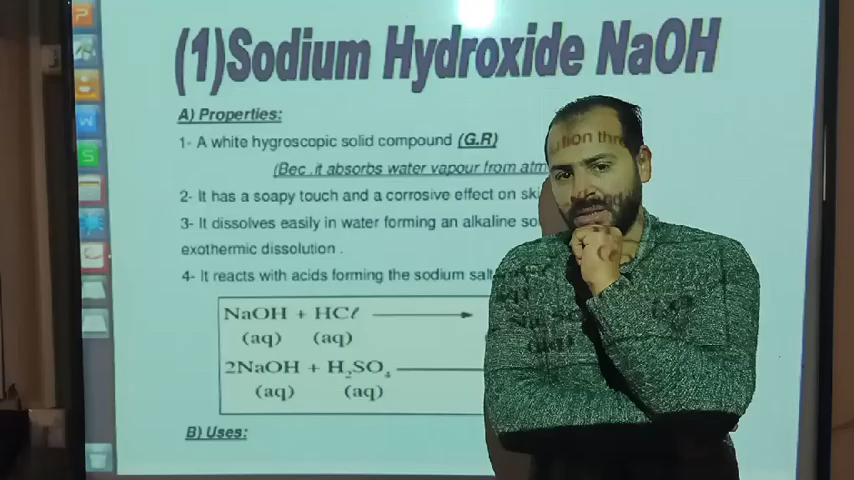 (1)Sodium Hydroxide NaOH
A) Properties:
1- A white hygroscopic solid compound (G.R)
(Bec .it absorbs water vapour from atm
2- It has a soapy touch and a corrosive effect on ski
3- It dissolves easily in water forming an alkaline so
exothermic dissolution .
4- It reacts with acids forming the sodium sal
NaOH + HCℓ
(aq) (aq)
2NaOH + H₂SO₄
(aq) (aq)
B) Uses: